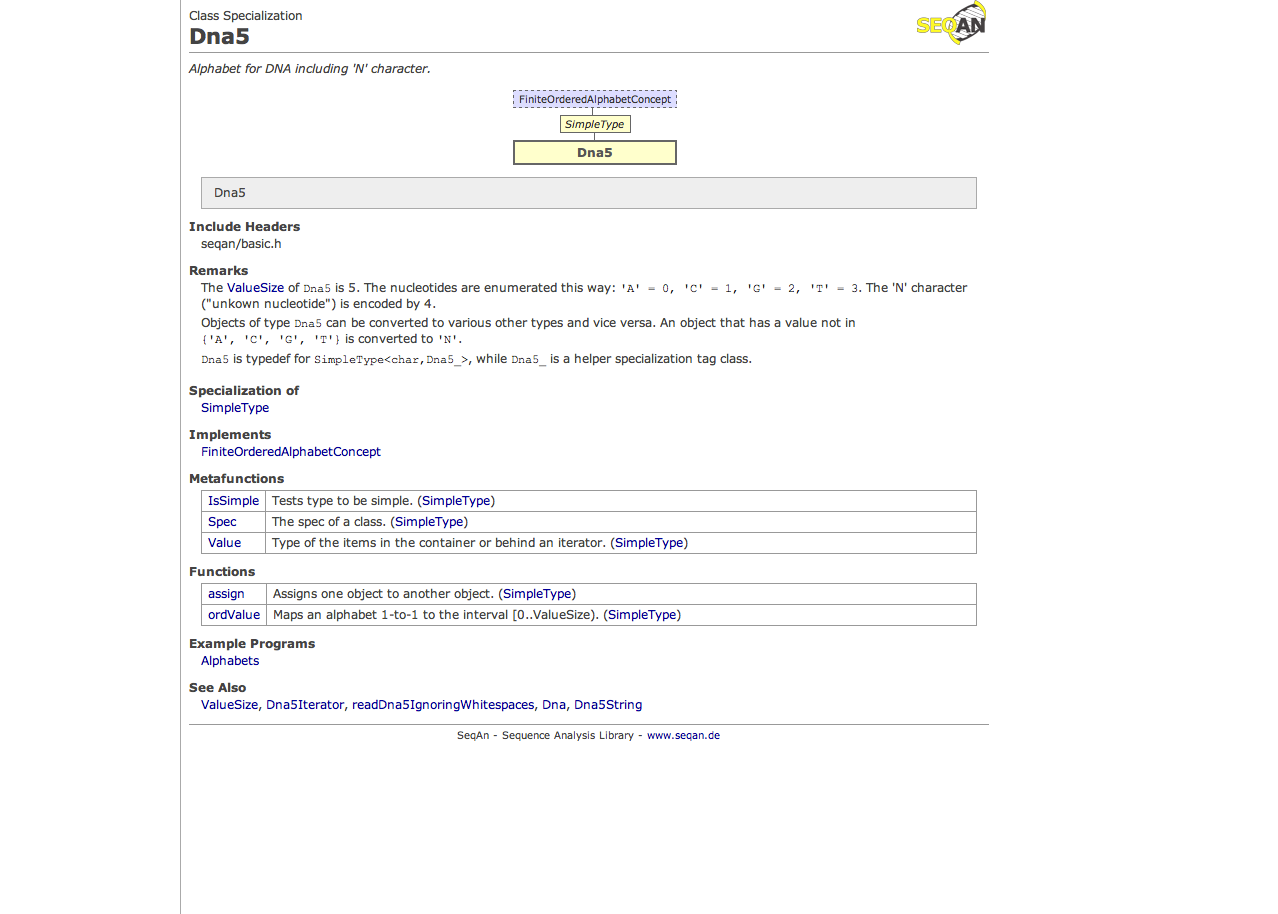 Class Specialization
SEQAN
Dna5
Alphabet for DNA including 'N' character.
FiniteOrderedAlphabetConcept
SimpleType
Dna5
Dna5
Include Headers
seqan/basic.h
Remarks
The ValueSize of Dna5 is 5. The nucleotides are enumerated this way: 'A' = 0, 'C' = 1, 'G' = 2, 'T' = 3. The 'N' character
("unkown nucleotide") is encoded by 4.
Objects of type Dna5 can be converted to various other types and vice versa. An object that has a value not in
{'A', 'C', 'G', 'T'} is converted to 'N'.
Dna5 is typedef for SimpleType<char,Dna5_>, while Dna5_ is a helper specialization tag class.
Specialization of
SimpleType
Implements
FiniteOrderedAlphabetConcept
Metafunctions
IsSimple Tests type to be simple. (SimpleType)
Spec The spec of a class. (SimpleType)
Value Type of the items in the container or behind an iterator. (SimpleType)
Functions
assign Assigns one object to another object. (SimpleType)
ordValue Maps an alphabet 1-to-1 to the interval [0..ValueSize). (SimpleType)
Example Programs
Alphabets
See Also
ValueSize, Dna5Iterator, readDna5IgnoringWhitespaces, Dna, Dna5String
SeqAn - Sequence Analysis Library - www.seqan.de